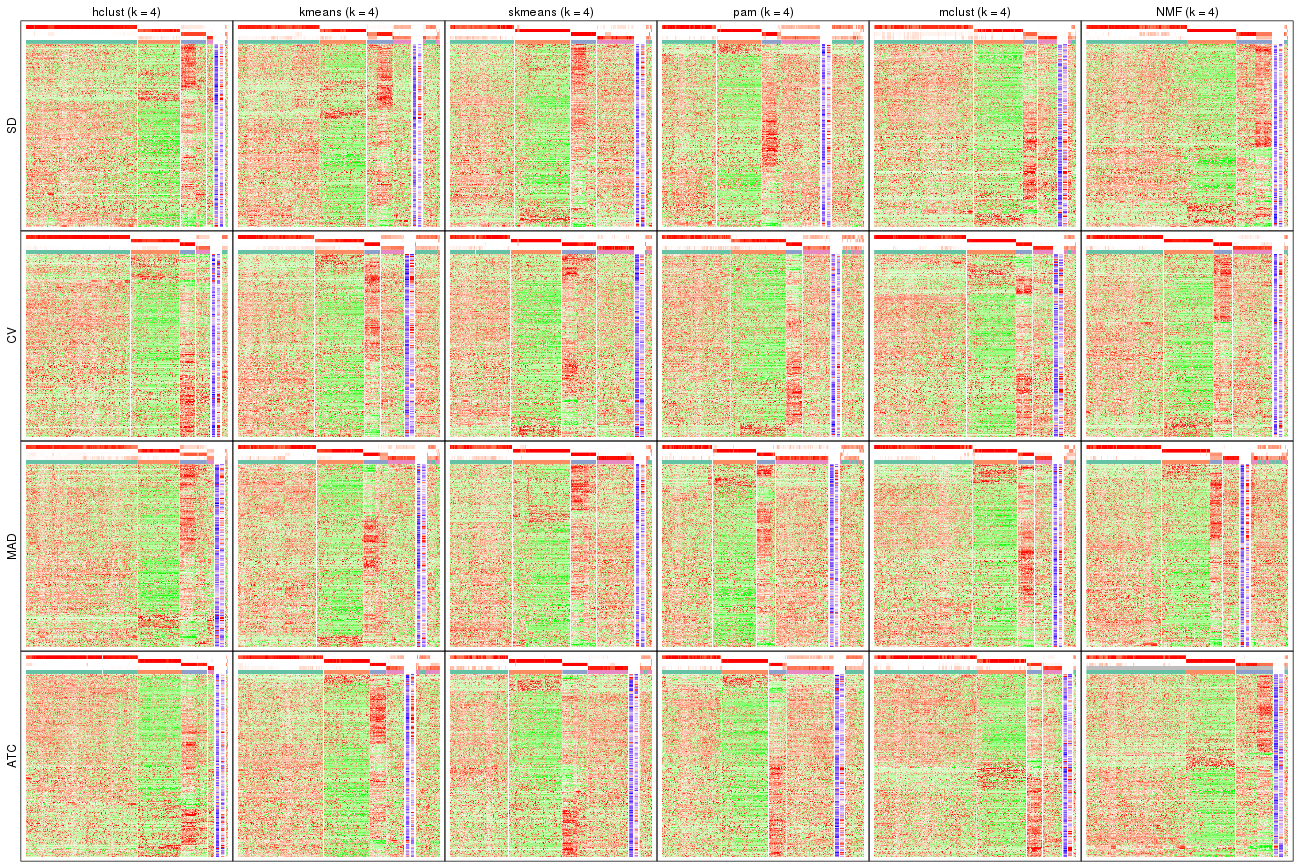 hclust (k = 4) kmeans (k = 4) skmeans (k = 4) pam (k = 4) mclust (k = 4) NMF (k = 4)
SD
CV
MAD
ATC